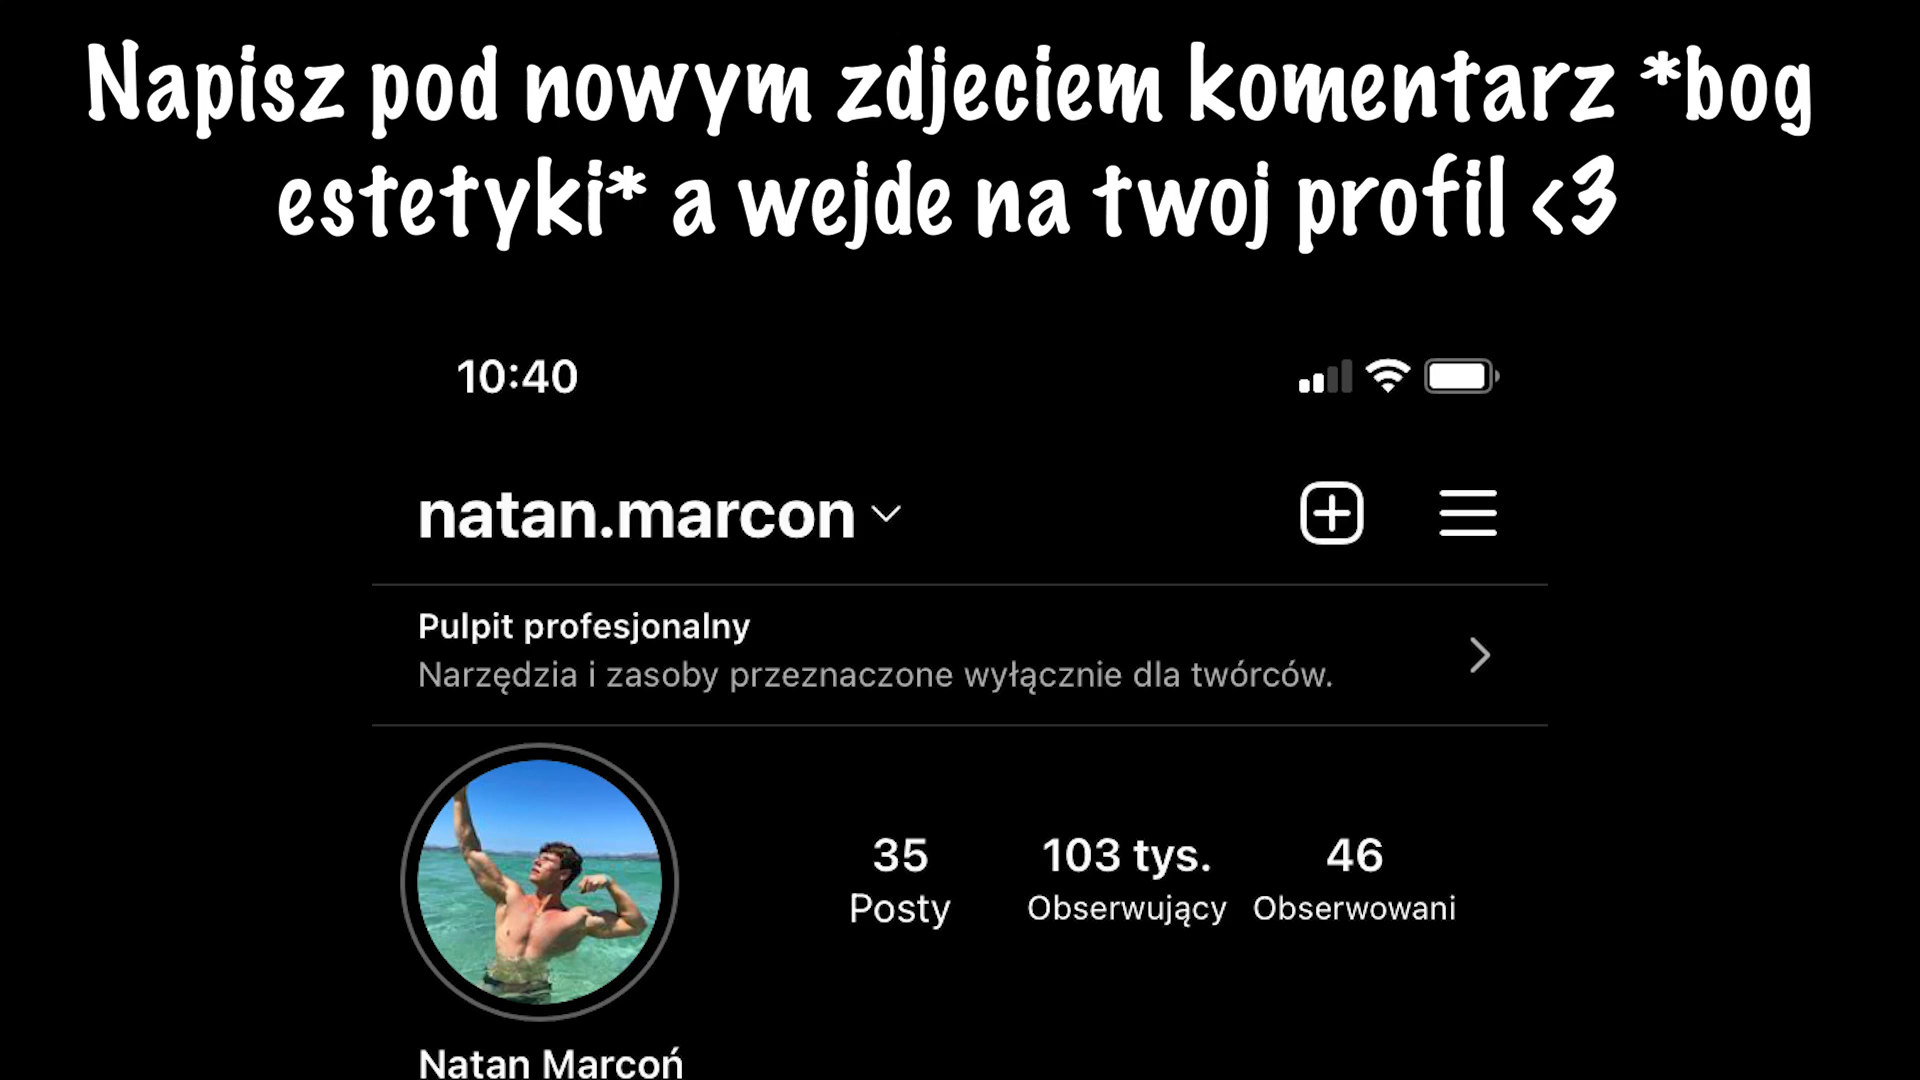 Napisz pod nowym zdjeciem komentarz *bog
estetyki* a wejde na twoj profil <3
10:40
natan.marcon
Pulpit profesjonalny
Narzędzia i zasoby przeznaczone wyłącznie dla twórców.
35 103 tys. 46
Posty Obserwujący Obserwowani
Natan Marcoń